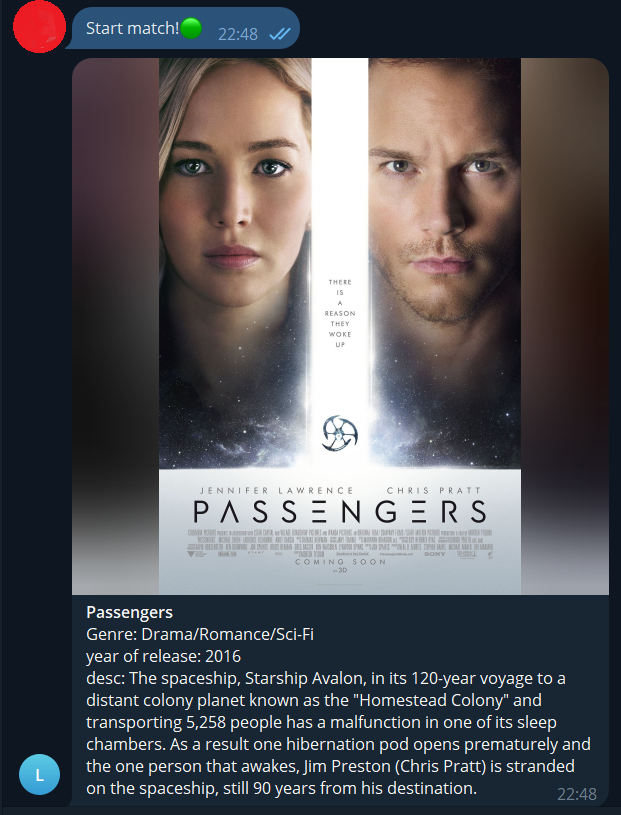 Start match!🟢 22:48
THERE
IS
A
REASON
THEY
WOKE
UP
JENNIFER LAWRENCE CHRIS PRATT
PASSENGERS
COMING SOON
3D
SONY
Passengers
Genre: Drama/Romance/Sci-Fi
year of release: 2016
desc: The spaceship, Starship Avalon, in its 120-year voyage to a
distant colony planet known as the "Homestead Colony" and
transporting 5,258 people has a malfunction in one of its sleep
chambers. As a result one hibernation pod opens prematurely and
the one person that awakes, Jim Preston (Chris Pratt) is stranded
on the spaceship, still 90 years from his destination.
22:48
L